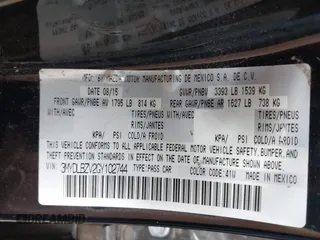 MFD. BY MAZDA MOTOR MANUFACTURING DE MEXICO S.A. DE C.V.
DATE 08/15 GVWR/PNBV 3393 LB 1539 KG
FRONT GAWR/PNBE AV 1795 LB 814 KG REAR GAWR/PNBE AR 1627 LB 738 KG
WITH/AVEC TIRES/PNEUS WITH/AVEC TIRES/PNEUS
RIMS/JANTES RIMS/JANTES
KPA/ PSI COLD/A FROID KPA/ PSI COLD/A FROID
THIS VEHICLE CONFORMS TO ALL APPLICABLE
FEDERAL MOTOR VEHICLE SAFETY, BUMPER, AND
THEFT PREVENTION STANDARDS IN EFFECT ON
THE DATE OF MANUFACTURE SHOWN ABOVE.
3MYDLBZV2GY102744 TYPE PASS CAR COLOR CODE: 41W MADE IN MEXICO